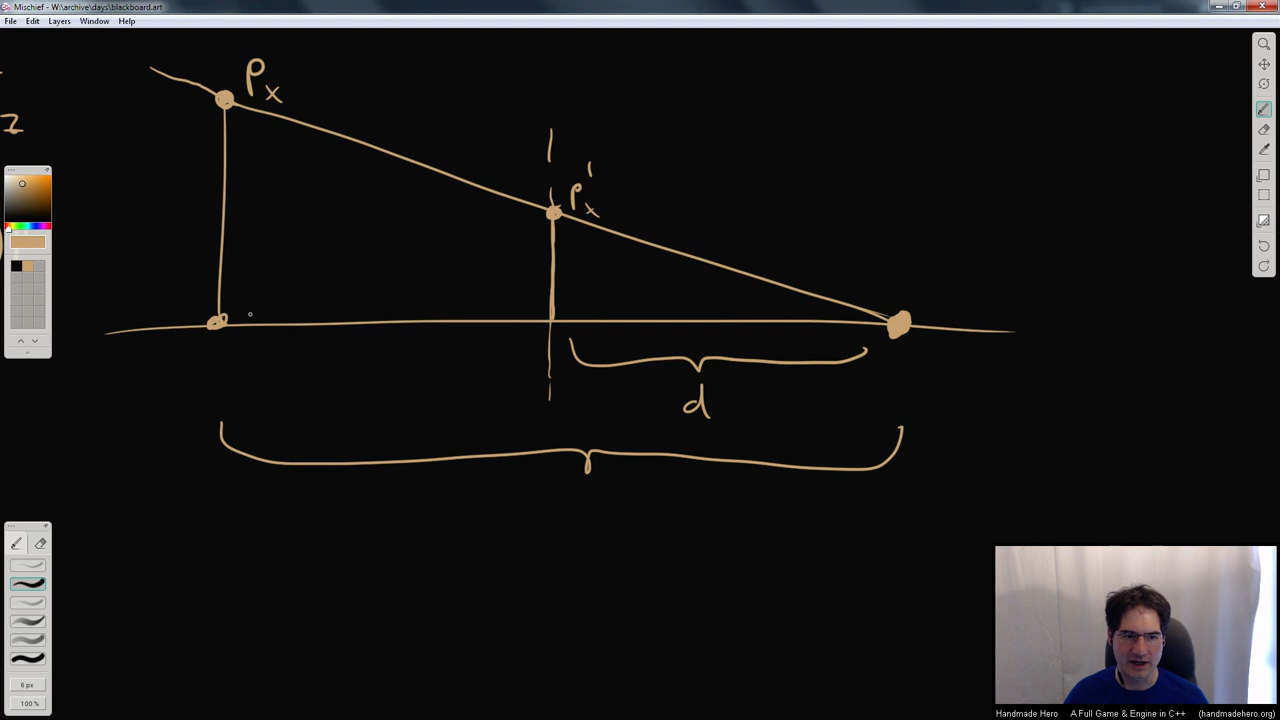 Mischief - W:\archive\days\blackboard.art
File Edit Layers Window Help
Px
z
P'x
d
6 px
100 %
Handmade Hero A Full Game & Engine in C++ (handmadehero.org)